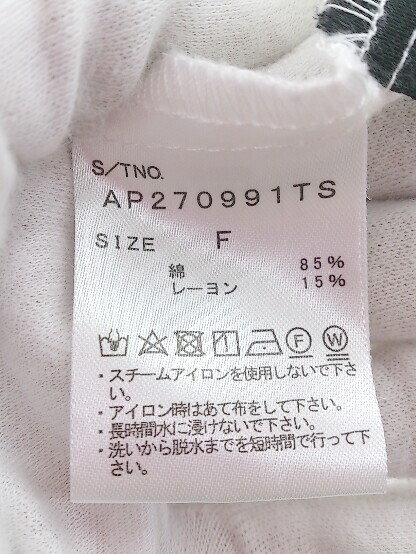 S/TNO.
AP270991TS
SIZE F
綿 85%
レーヨン 15%
F W
・スチームアイロンを使用しないで下さ
い。
・アイロン時はあて布をして下さい。
・長時間水に浸けないで下さい。
・洗いから脱水までを短時間で行って下
さい。